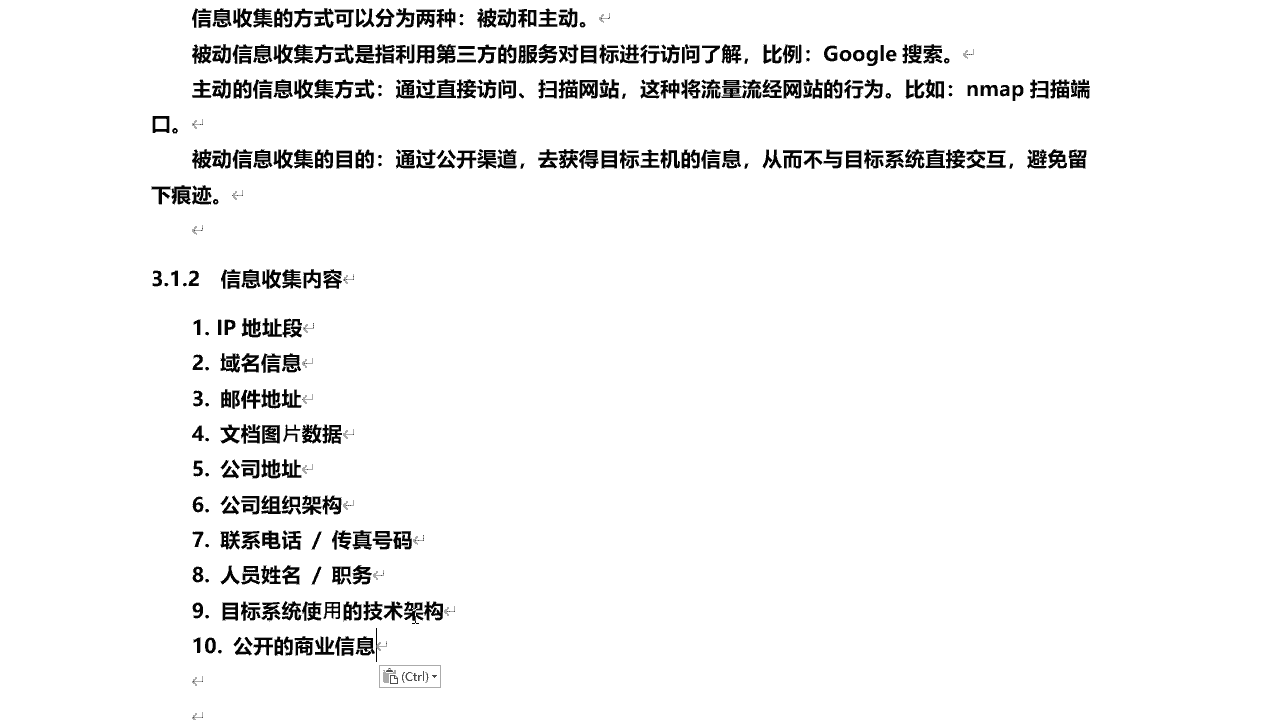 信息收集的方式可以分为两种：被动和主动。
被动信息收集方式是指利用第三方的服务对目标进行访问了解，比例：Google 搜索。
主动的信息收集方式：通过直接访问、扫描网站，这种将流量流经网站的行为。比如：nmap 扫描端
口。
被动信息收集的目的：通过公开渠道，去获得目标主机的信息，从而不与目标系统直接交互，避免留
下痕迹。
3.1.2 信息收集内容
1. IP 地址段
2. 域名信息
3. 邮件地址
4. 文档图片数据
5. 公司地址
6. 公司组织架构
7. 联系电话 / 传真号码
8. 人员姓名 / 职务
9. 目标系统使用的技术架构
10. 公开的商业信息
(Ctrl)